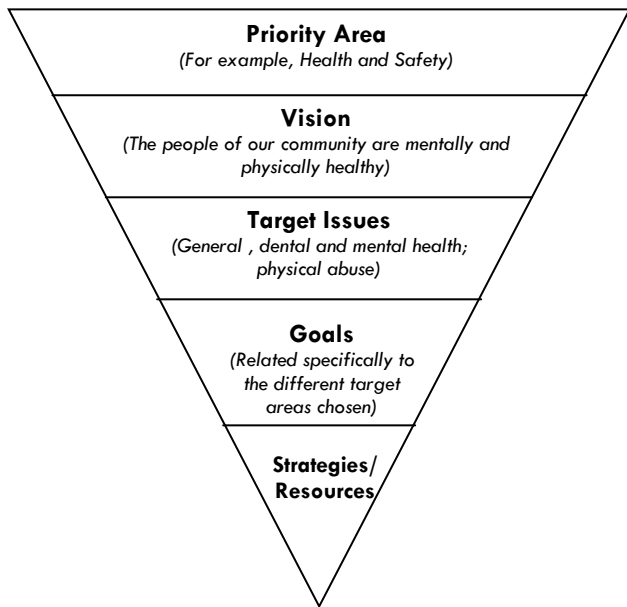 Priority Area
(For example, Health and Safety)
Vision
(The people of our community are mentally and
physically healthy)
Target Issues
(General , dental and mental health;
physical abuse)
Goals
(Related specifically to
the different target
areas chosen)
Strategies/
Resources